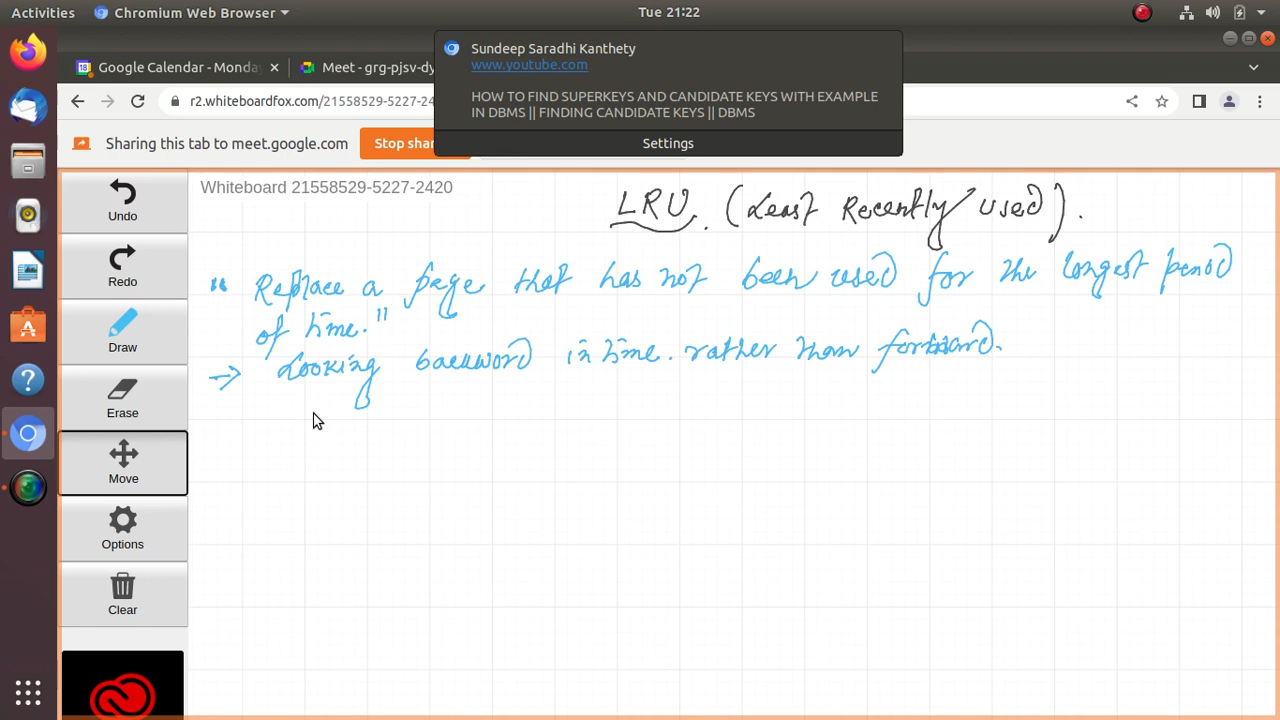 Activities
Chromium Web Browser
Tue 21:22
Sundeep Saradhi Kanthety
www.youtube.com
HOW TO FIND SUPERKEYS AND CANDIDATE KEYS WITH EXAMPLE
IN DBMS || FINDING CANDIDATE KEYS || DBMS
Settings
18 Google Calendar - Monda
Meet - grg-pjsv-dy
r2.whiteboardfox.com/21558529-5227-24
Sharing this tab to meet.google.com
Stop shar
Whiteboard 21558529-5227-2420
Undo
Redo
Draw
Erase
Move
Options
Clear
LRU. (Least Recently used).
" Replace a page that has not been used for the longest period
of time."
→ Looking backword in time. rather than forward.